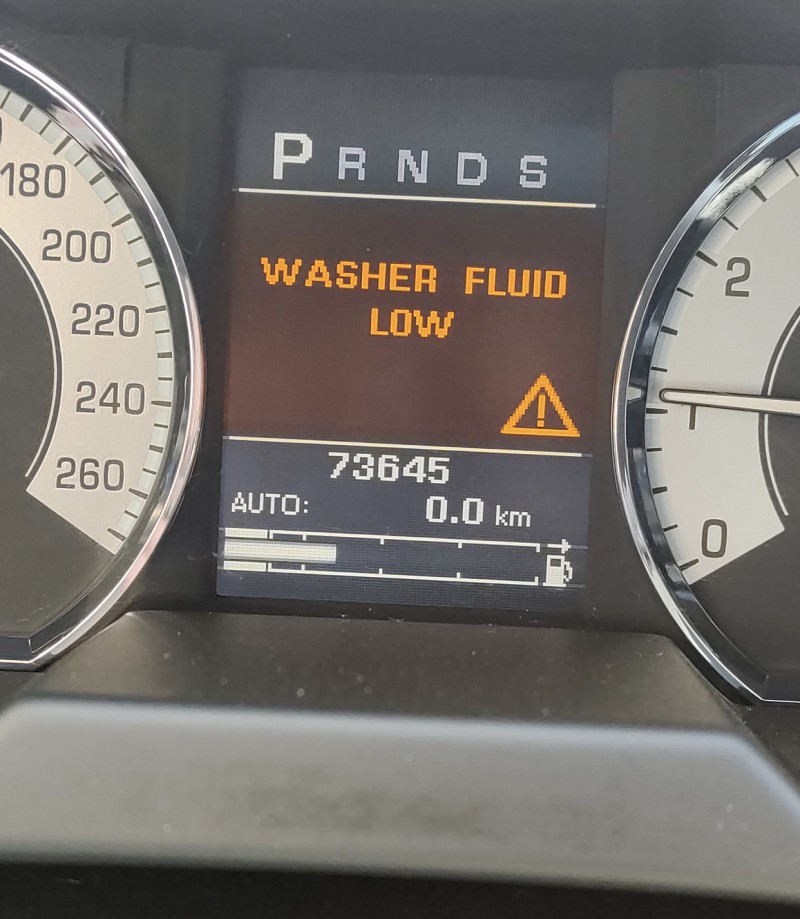 P R N D S
WASHER FLUID
LOW
73645
AUTO: 0.0 km
180
200
220
240
260
2
1
0